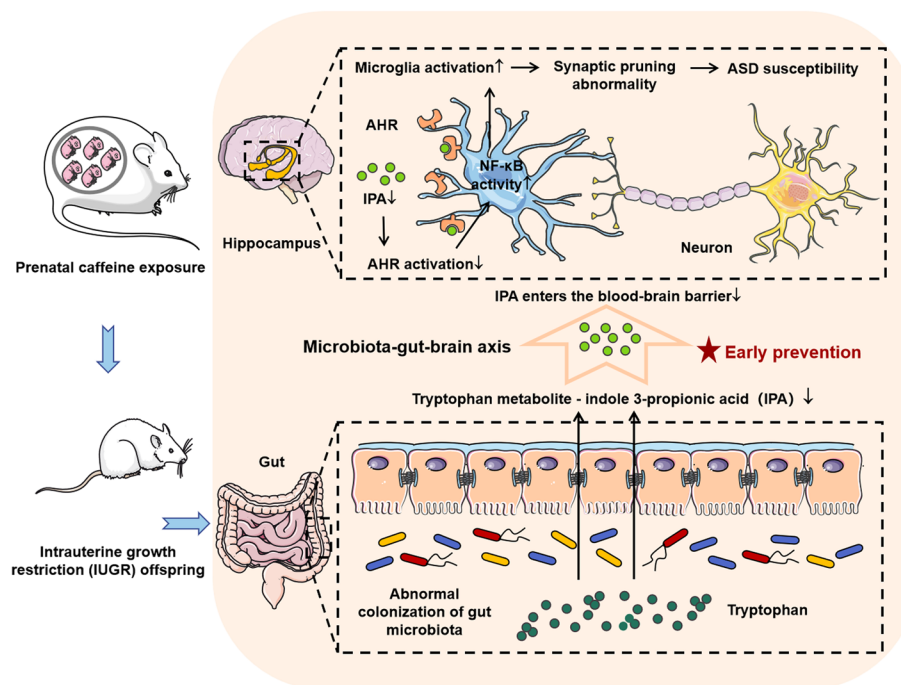 Microglia activation↑ → Synaptic pruning → ASD susceptibility
abnormality
AHR
NF-κB
activity↑
IPA↓
AHR activation↓
Neuron
Hippocampus
Prenatal caffeine exposure
IPA enters the blood-brain barrier↓
Microbiota-gut-brain axis
★ Early prevention
Tryptophan metabolite - indole 3-propionic acid（IPA）↓
Gut
Intrauterine growth
restriction (IUGR) offspring
Abnormal
colonization of gut
microbiota
Tryptophan